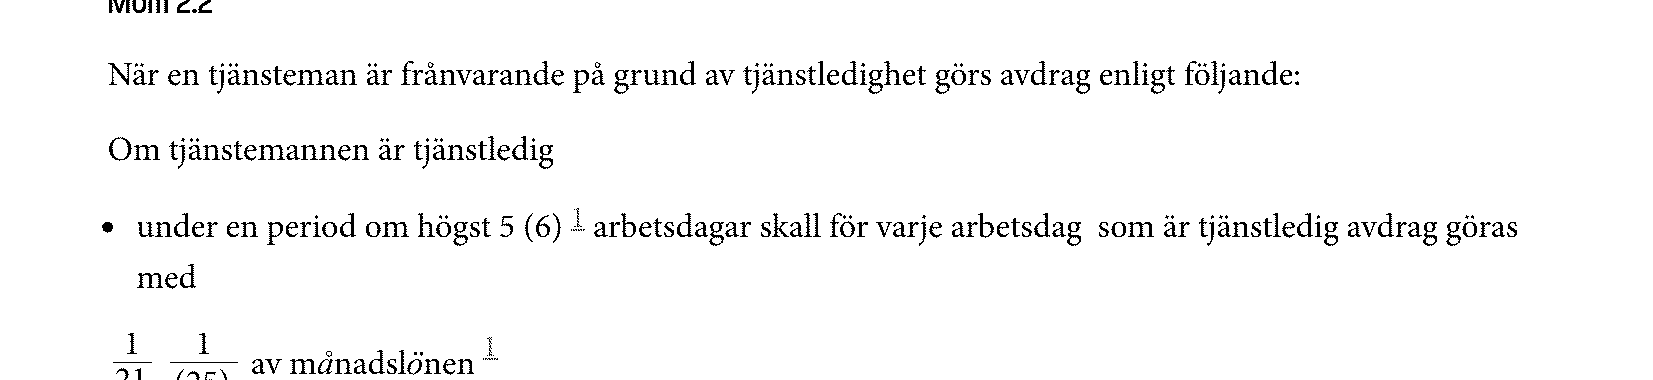 Mom 2.2
När en tjänsteman är frånvarande på grund av tjänstledighet görs avdrag enligt följande:
Om tjänstemannen är tjänstledig
• under en period om högst 5 (6) 1 arbetsdagar skall för varje arbetsdag som är tjänstledig avdrag göras
med
1/21 1/(25) av månadslönen 1